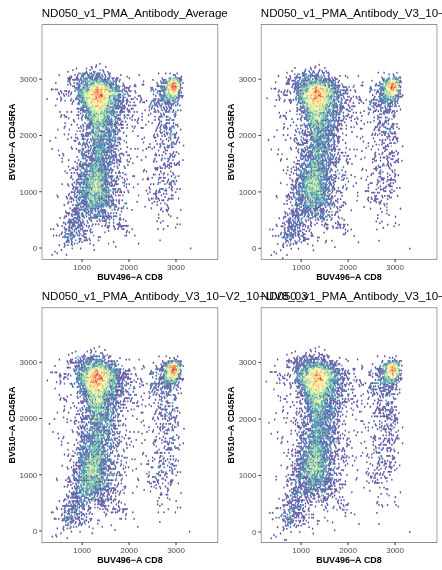 ND050_v1_PMA_Antibody_Average
ND050_v1_PMA_Antibody_V3_10−
3000
2000
1000
0
BV510−A CD45RA
1000 2000 3000
BUV496−A CD8
3000
2000
1000
0
BV510−A CD45RA
1000 2000 3000
BUV496−A CD8
ND050_v1_PMA_Antibody_V3_10−V2_10−
ND050_v1_PMA_Antibody_V3_10−
3000
2000
1000
0
BV510−A CD45RA
1000 2000 3000
BUV496−A CD8
3000
2000
1000
0
BV510−A CD45RA
1000 2000 3000
BUV496−A CD8